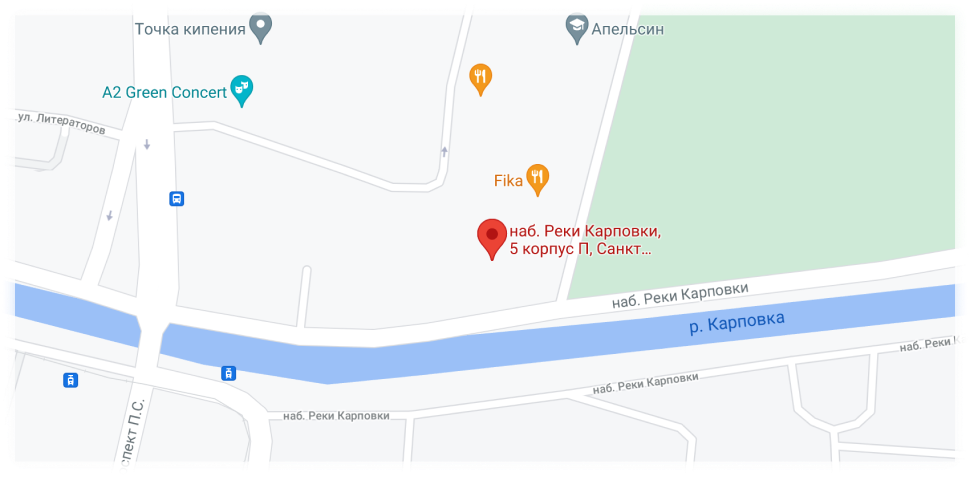 Точка кипения
Апельсин
A2 Green Concert
ул. Литераторов
Fika
наб. Реки Карповки,
5 корпус П, Санкт...
наб. Реки Карповки
р. Карповка
наб. Реки
наб. Реки Карповки
наб. Реки Карповки
спект П.С.